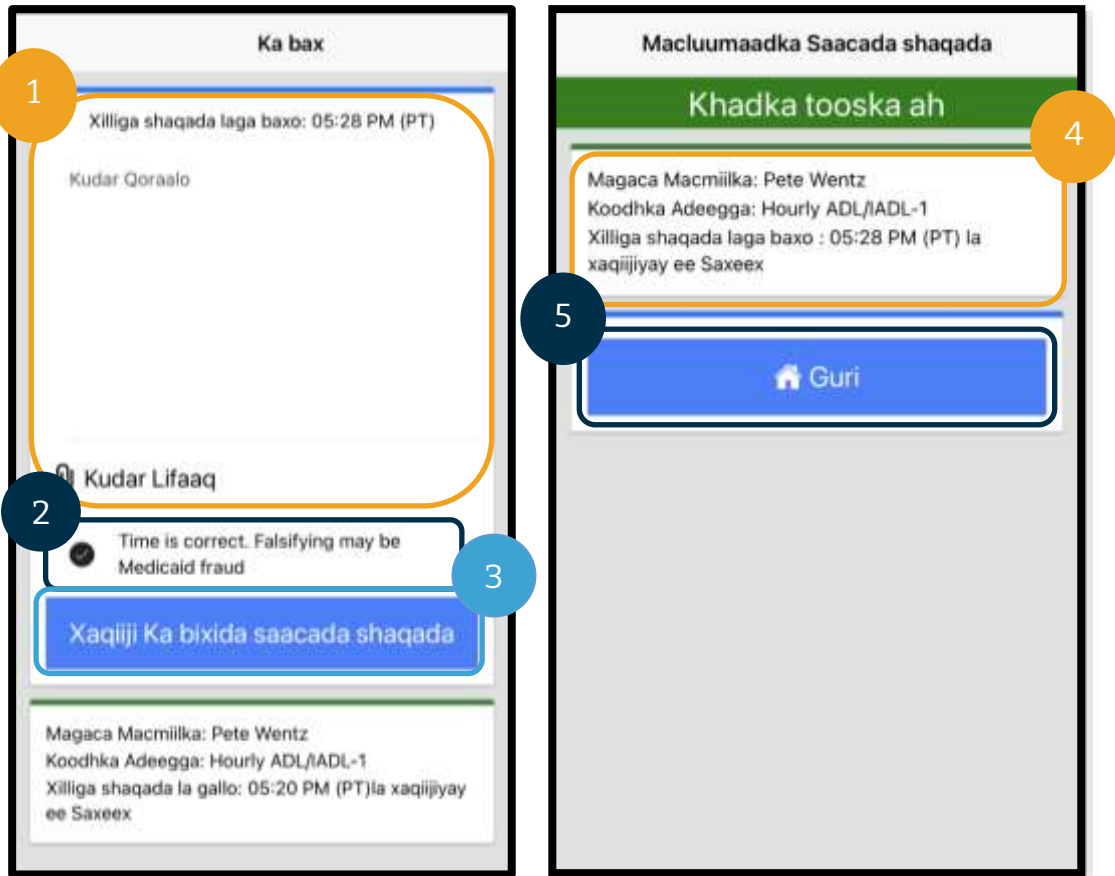 Ka bax
1
Xilliga shaqada laga baxo: 05:28 PM (PT)
Kudar Qoraalo
Kudar Lifaaq
2
Time is correct. Falsifying may be
Medicaid fraud
3
Xaqiiji Ka bixida saacada shaqada
Magaca Macmiilka: Pete Wentz
Koodhka Adeegga: Hourly ADL/IADL-1
Xilliga shaqada la gallo: 05:20 PM (PT)la xaqiijiyay
ee Saxeex
Macluumaadka Saacada shaqada
Khadka tooska ah
4
Magaca Macmiilka: Pete Wentz
Koodhka Adeegga: Hourly ADL/IADL-1
Xilliga shaqada laga baxo : 05:28 PM (PT) la
xaqiijiyay ee Saxeex
5
Guri